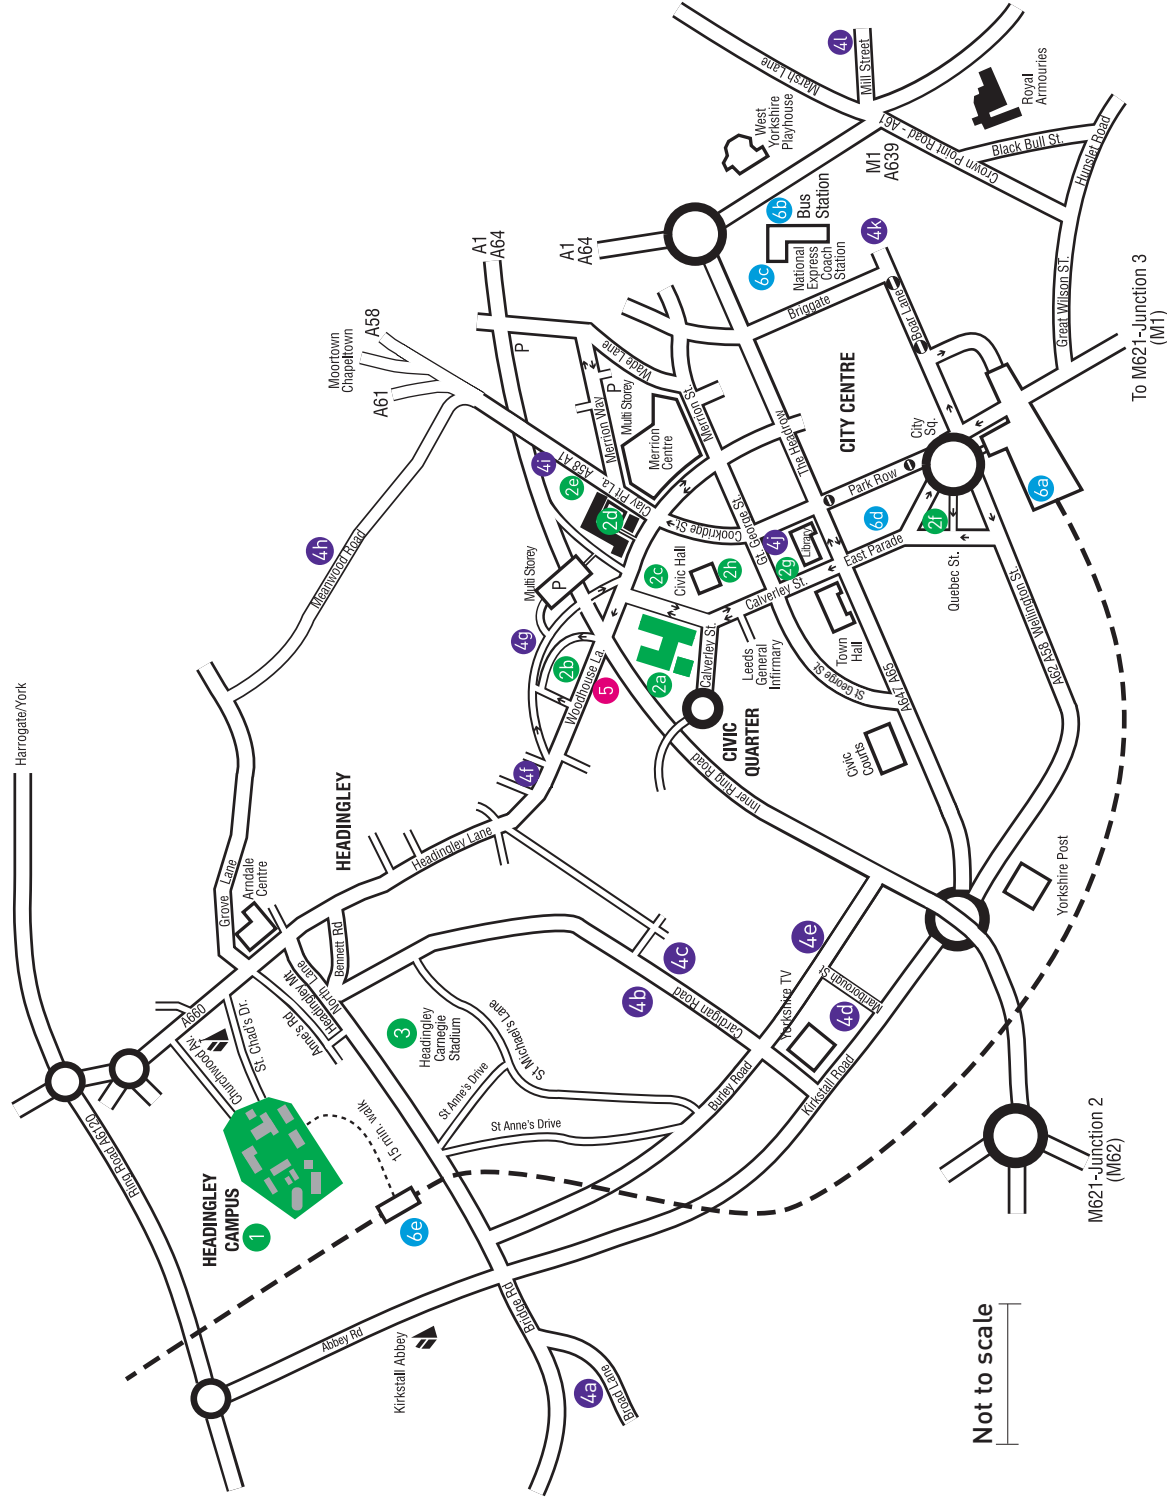 Harrogate/York
Ring Road A6120
HEADINGLEY
CAMPUS
1
A660
Churchwood Av.
St. Chad's Dr.
Grove Lane
Arndale
Centre
HEADINGLEY
Headingley Mt
Anne's Rd
North Lane
Bennett Rd
15 min. walk
6e
3
Headingley
Carnegie
Stadium
St Michael's Lane
St Anne's Drive
St Anne's Drive
Abbey Rd
Kirkstall Abbey
Bridge Rd
Broad Lane
4a
Burley Road
Kirkstall Road
Cardigan Road
4b
4c
4d
4e
Yorkshire TV
Marlborough St
Headingley Lane
4f
4g
4h
Meanwood Road
Moortown
Chapeltown
A61
A58
A1
A64
A1
A64
Woodhouse La.
5
2b
Multi Storey
P
4i
2e
2d
A58 A1
Clay Pit La.
Merrion Way
Multi Storey
P
P
Wade Lane
Merrion
Centre
Merrion St.
Cookridge St.
2c
Civic Hall
2h
2a
Calverley St.
Calverley St.
Leeds
General
Infirmary
CIVIC
QUARTER
Inner Ring Road
Gt. George St.
4j
Library
2g
The Headrow
Town
Hall
St George St.
Civic
Courts
A647 A65
East Parade
6d
2f
Park Row
City
Sq.
CITY CENTRE
Quebec St.
A62 A58 Wellington St.
Yorkshire Post
6a
Boar Lane
Briggate
4k
6c
6b
Bus
Station
National
Express
Coach
Station
West
Yorkshire
Playhouse
Marsh Lane
4l
Mill Street
M1
A639
Crown Point Road - A61
Black Bull St.
Royal
Armouries
Hunslet Road
Great Wilson ST.
To M621-Junction 3
(M1)
M621-Junction 2
(M62)
Not to scale